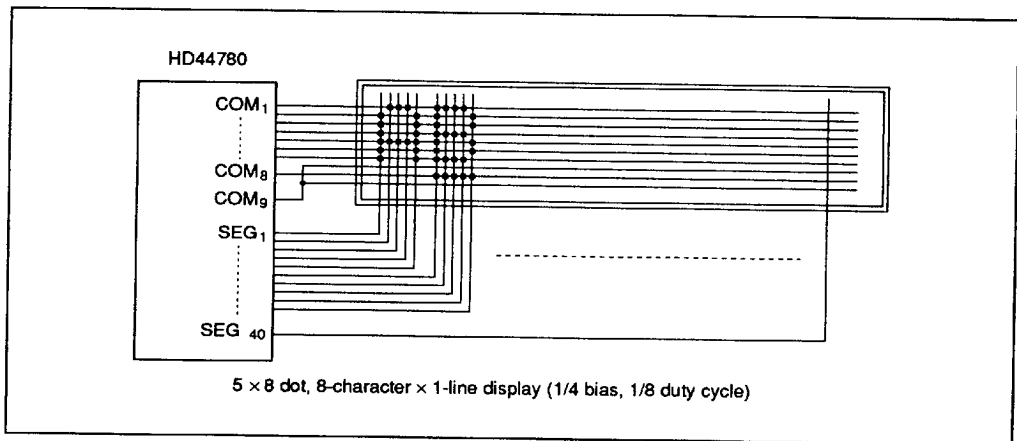 HD44780
COM1
COM8
COM9
SEG1
SEG 40
5 × 8 dot, 8-character × 1-line display (1/4 bias, 1/8 duty cycle)